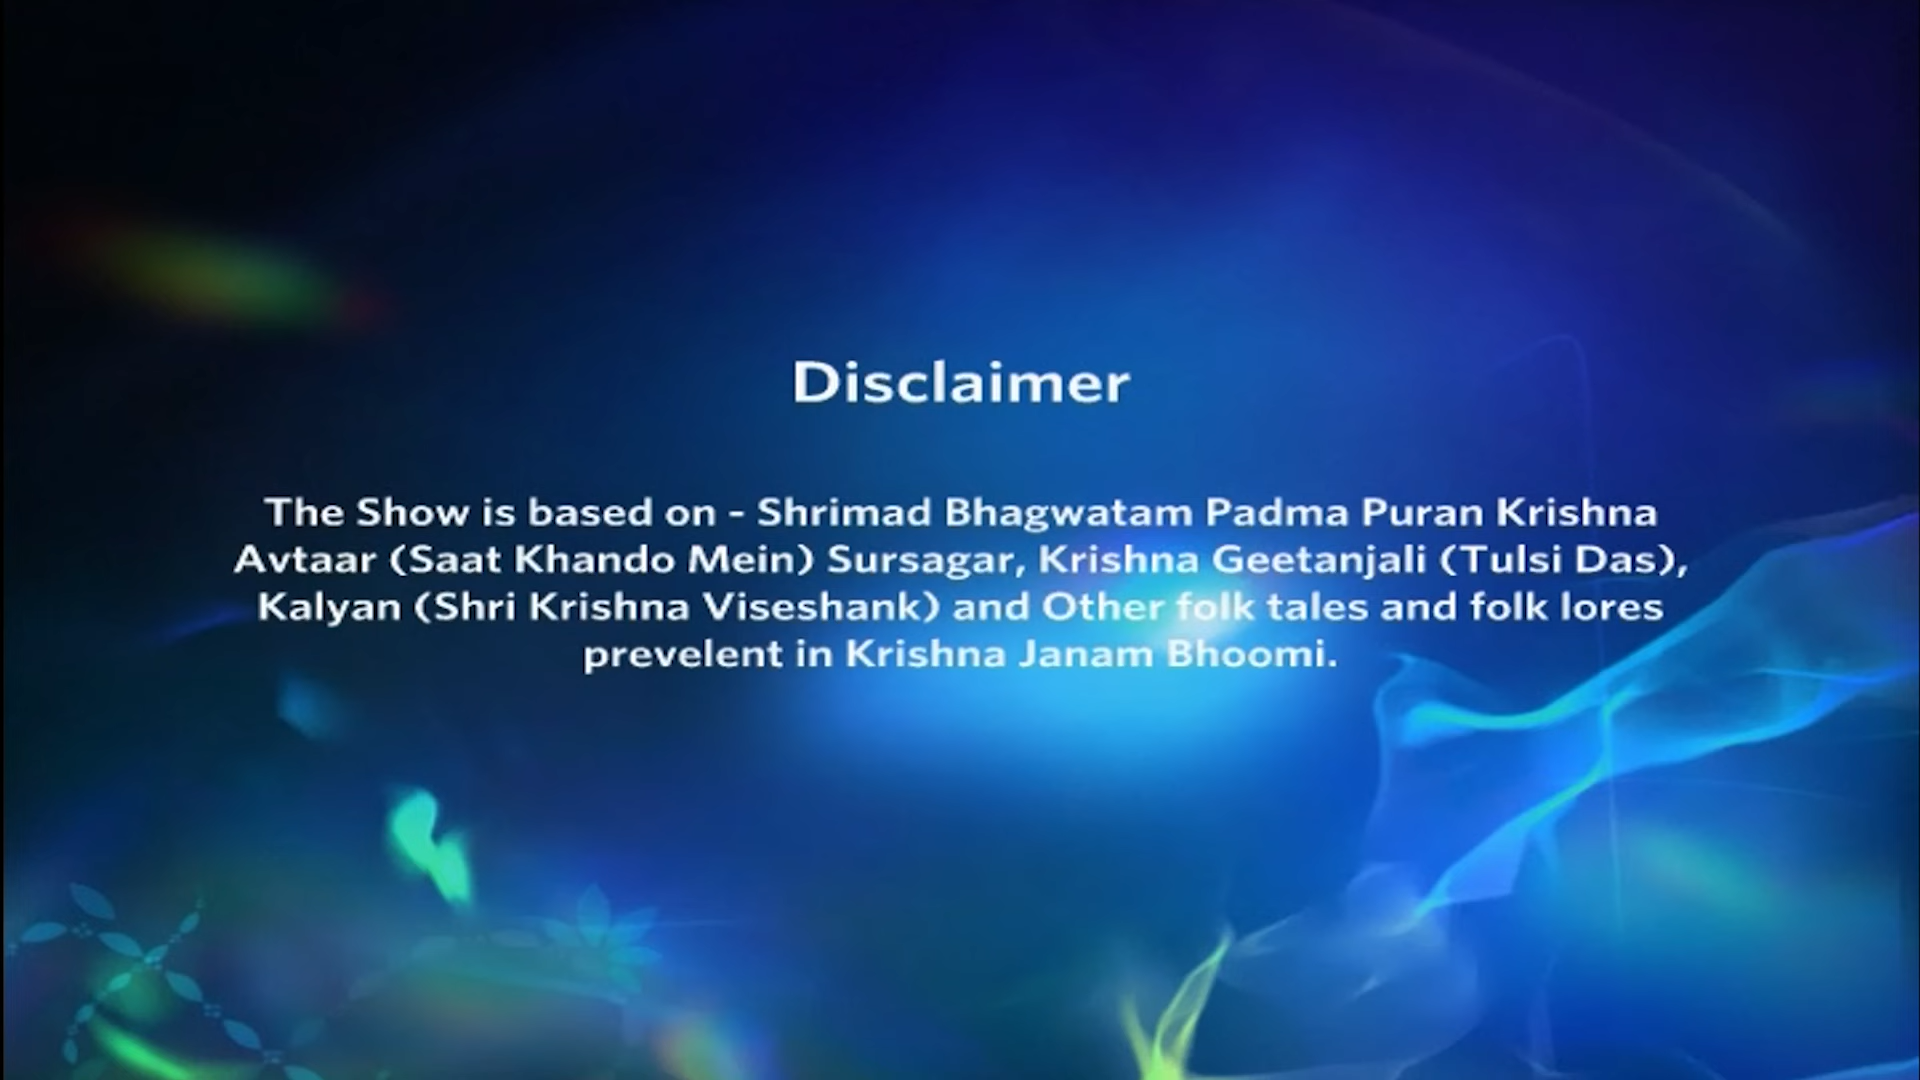 Disclaimer
The Show is based on - Shrimad Bhagwatam Padma Puran Krishna
Avtaar (Saat Khando Mein) Sursagar, Krishna Geetanjali (Tulsi Das),
Kalyan (Shri Krishna Viseshank) and Other folk tales and folk lores
prevelent in Krishna Janam Bhoomi.